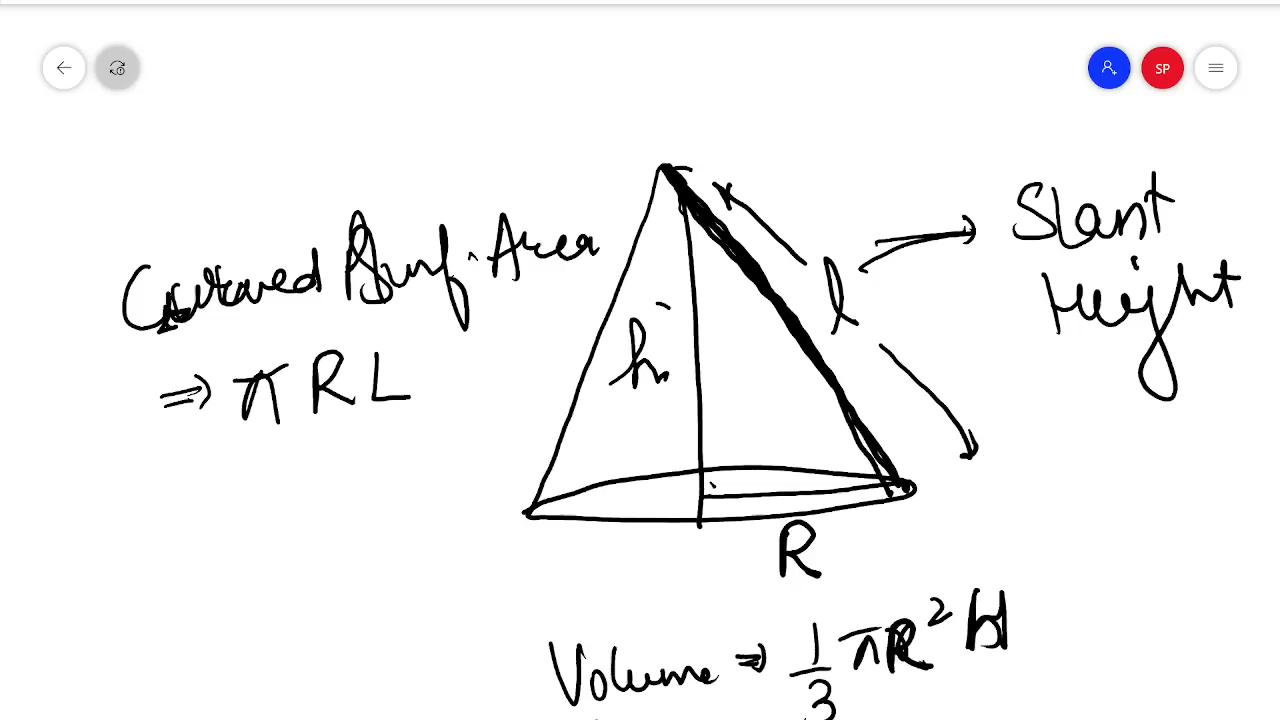 SP
Slant
Height
Curved Surf. Area
⇒ π R L
h
l
R
Volume ⇒ 1/3 πR² H